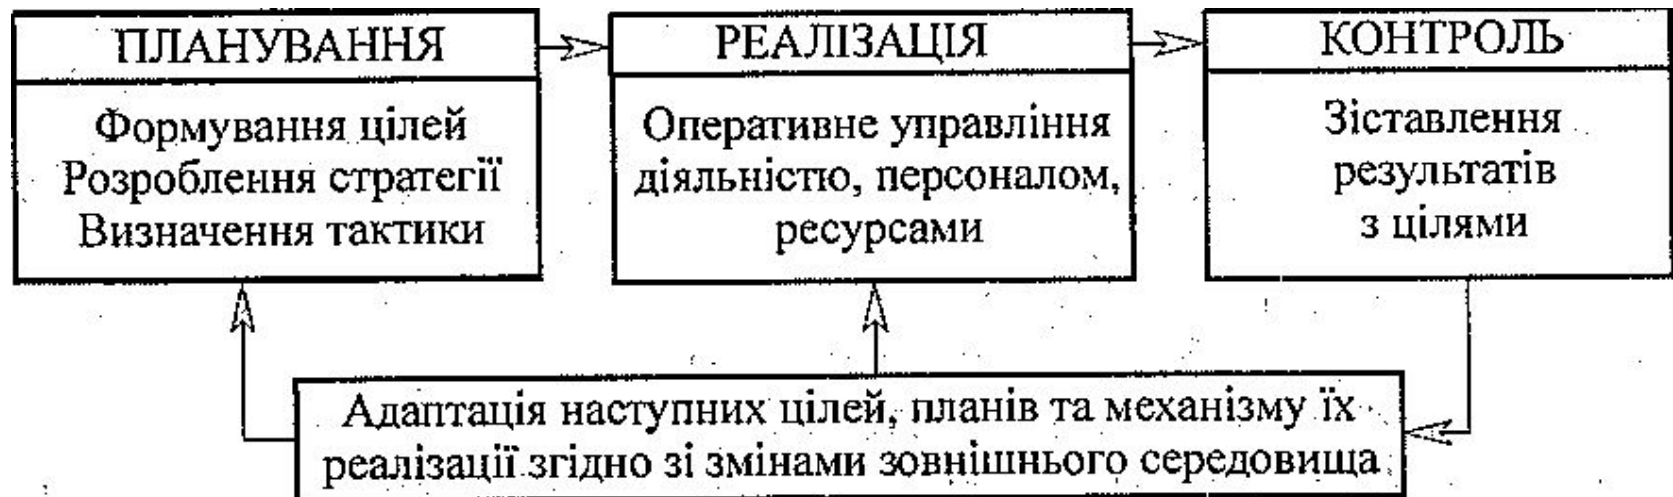 ПЛАНУВАННЯ
Формування цілей
Розроблення стратегії
Визначення тактики
РЕАЛІЗАЦІЯ
Оперативне управління
діяльністю, персоналом,
ресурсами
КОНТРОЛЬ
Зіставлення
результатів
з цілями
Адаптація наступних цілей, планів та механізму їх
реалізації згідно зі змінами зовнішнього середовища